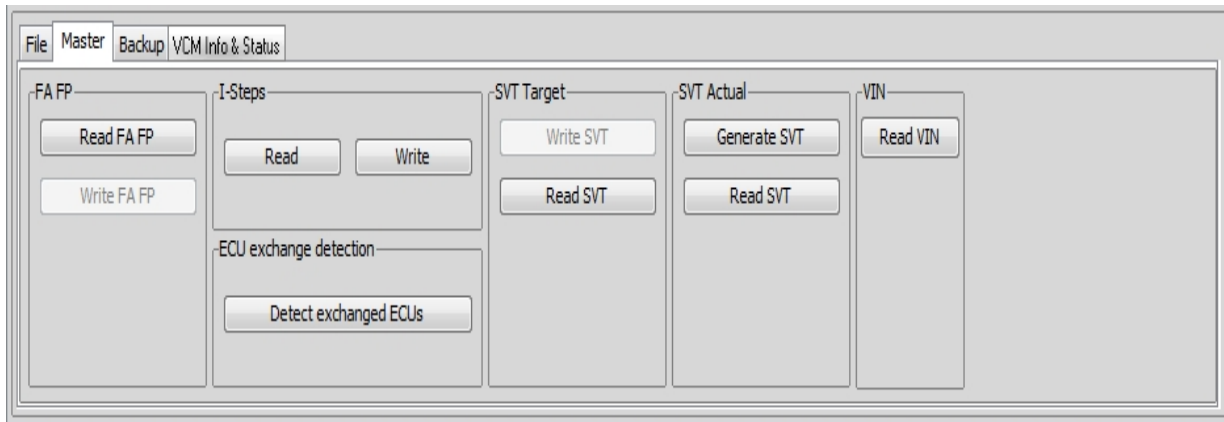 File Master Backup VCM Info & Status
FA FP I-Steps SVT Target SVT Actual VIN
Read FA FP Read Write Write SVT Generate SVT Read VIN
Write FA FP Read SVT Read SVT
ECU exchange detection
Detect exchanged ECUs